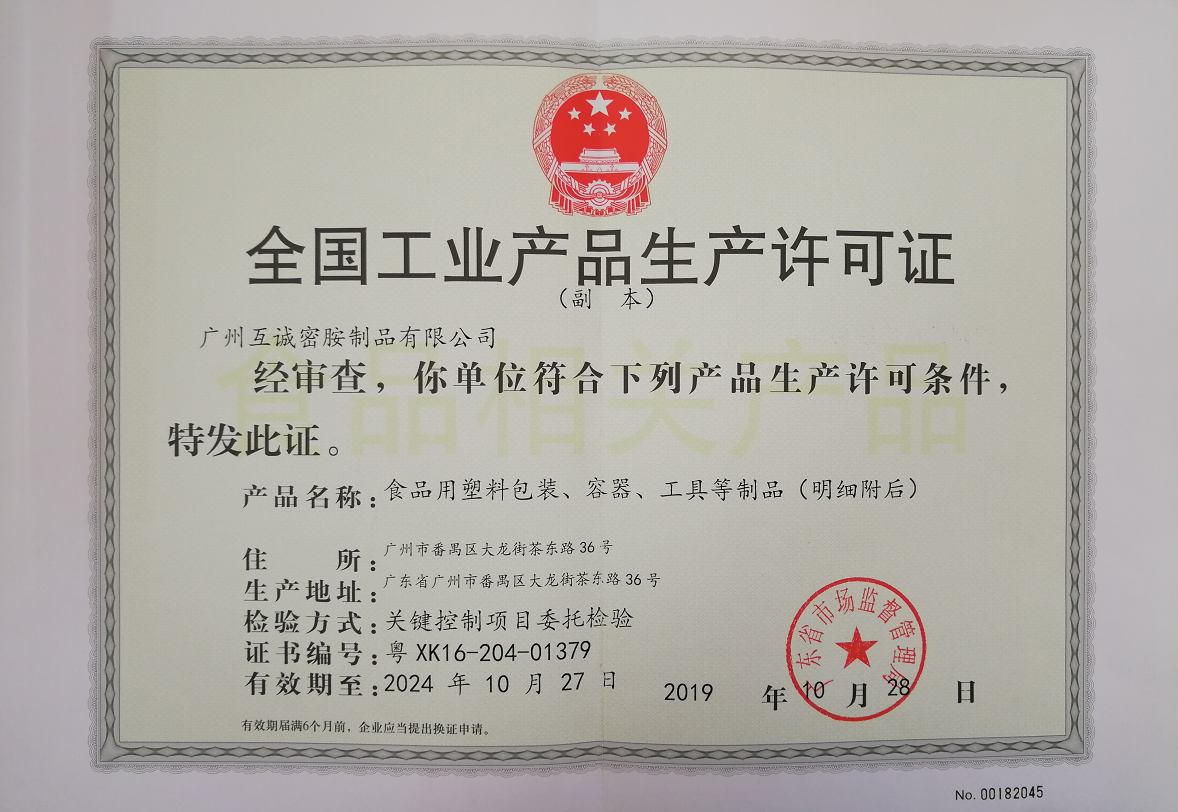 全国工业产品生产许可证
（副 本）
广州互诚密胺制品有限公司
食品相关产品
经审查，你单位符合下列产品生产许可条件，
特发此证。
产品名称：食品用塑料包装、容器、工具等制品（明细附后）
住 所：广州市番禺区大龙街茶东路36号
生产地址：广东省广州市番禺区大龙街茶东路36号
检验方式：关键控制项目委托检验
证书编号：粤 XK16-204-01379
有效期至：2024 年 10 月 27 日
广东省市场监督管理局
2019 年 10 月 28 日
有效期届满6个月前，企业应当提出换证申请。
No. 00182045